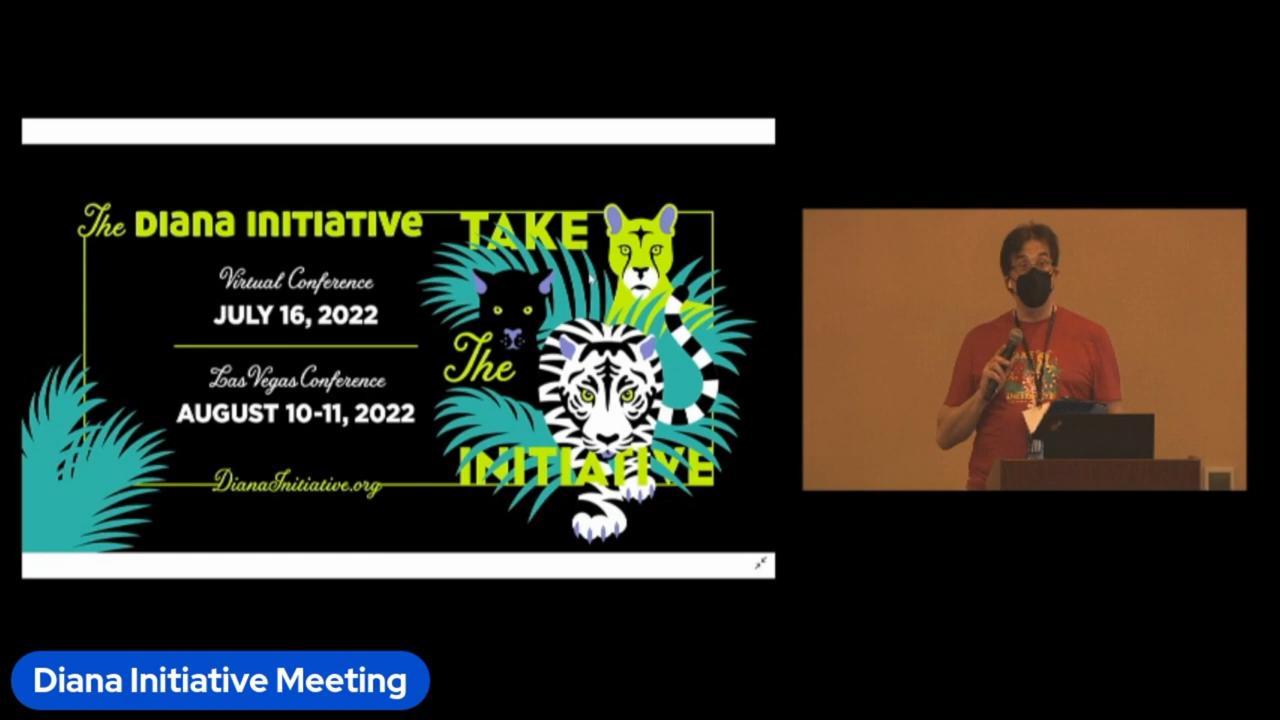 The DIANA INITIATIVE
Virtual Conference
JULY 16, 2022
Las Vegas Conference
AUGUST 10-11, 2022
DianaInitiative.org
TAKE
The
INITIATIVE
Diana Initiative Meeting